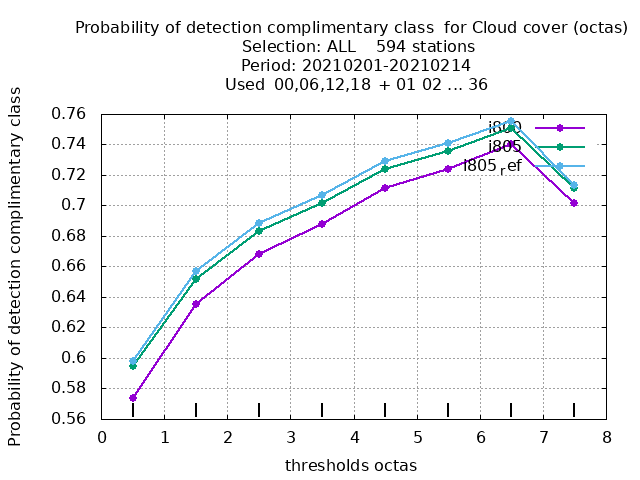 Probability of detection complimentary class  for Cloud cover (octas)
Selection: ALL    594 stations
Period: 20210201-20210214
Used  00,06,12,18  + 01 02 ... 36
Probability of detection complimentary class
0.76
0.74
0.72
0.7
0.68
0.66
0.64
0.62
0.6
0.58
0.56
i800
i805
i805 ref
0 1 2 3 4 5 6 7 8
thresholds octas